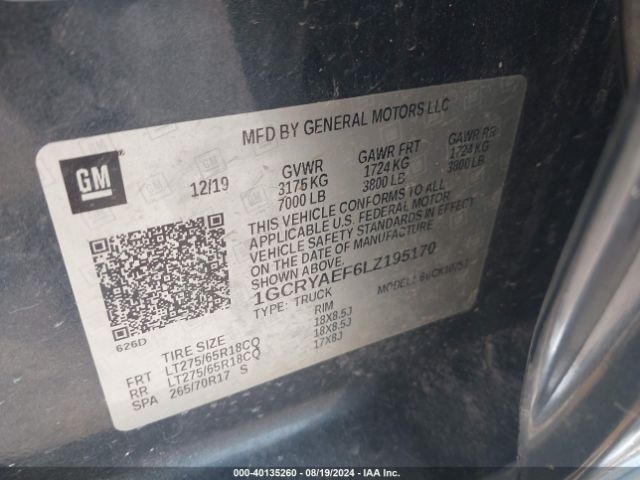 MFD BY GENERAL MOTORS LLC
GM
12/19
GVWR GAWR FRT GAWR RR
3175 KG 1724 KG 1724 KG
7000 LB 3800 LB 3800 LB
THIS VEHICLE CONFORMS TO ALL
APPLICABLE U.S. FEDERAL MOTOR
VEHICLE SAFETY STANDARDS IN EFFECT
ON THE DATE OF MANUFACTURE
SHOWN ABOVE.
1GCRYAEF6LZ195170
TYPE: TRUCK MODEL:
626D
TIRE SIZE RIM
FRT LT275/65R18CQ 18X8.5J
RR LT275/65R18CQ 18X8.5J
SPA 265/70R17 S 17X8J
000-40135260 - 08/19/2024 - IAA Inc.